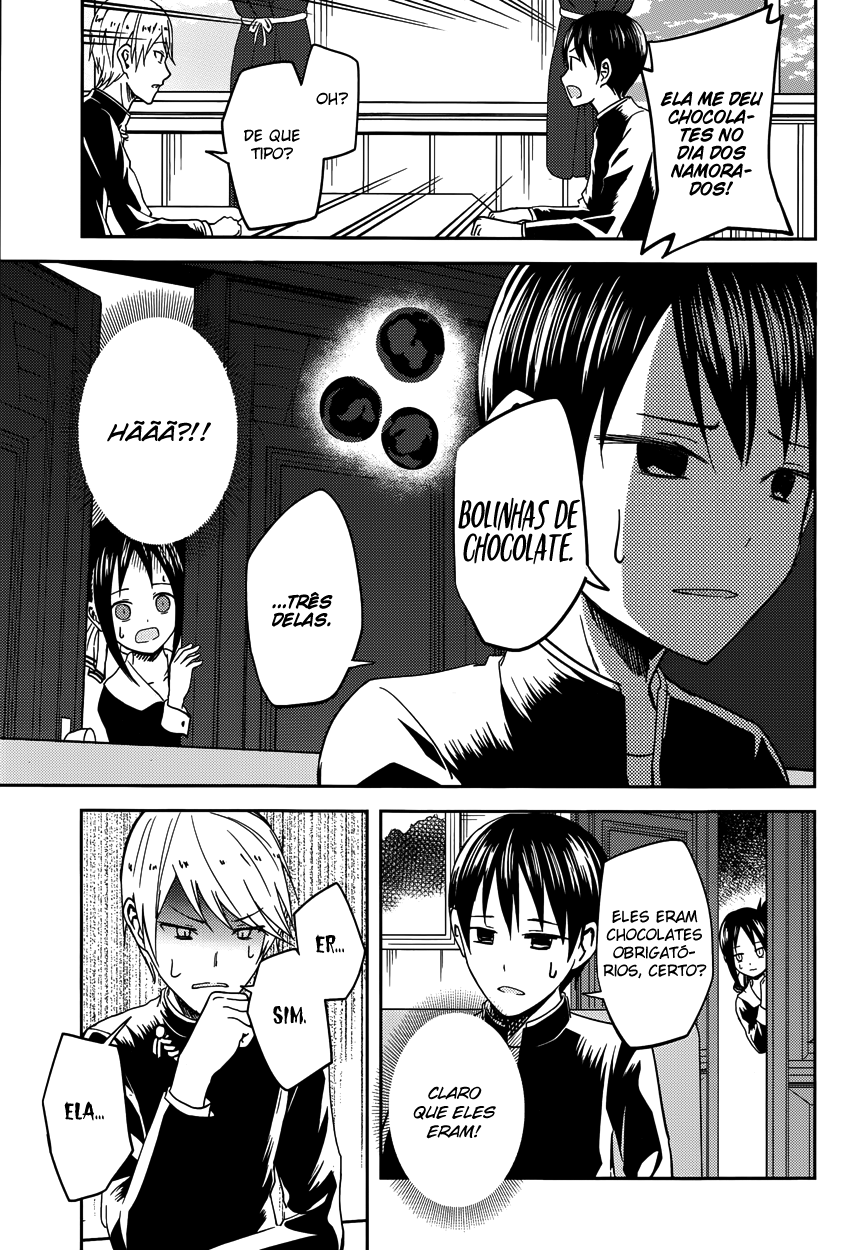 ELA ME DEU
CHOCOLA-
TES NO
DIA DOS
NAMORA-
DOS!
OH?
DE QUE
TIPO?
BOLINHAS DE
CHOCOLATE.
...TRÊS
DELAS.
HÃÃÃ?!!
ELES ERAM
CHOCOLATES
OBRIGATÓ-
RIOS, CERTO?
CLARO
QUE ELES
ERAM!
ER...
SIM.
ELA...